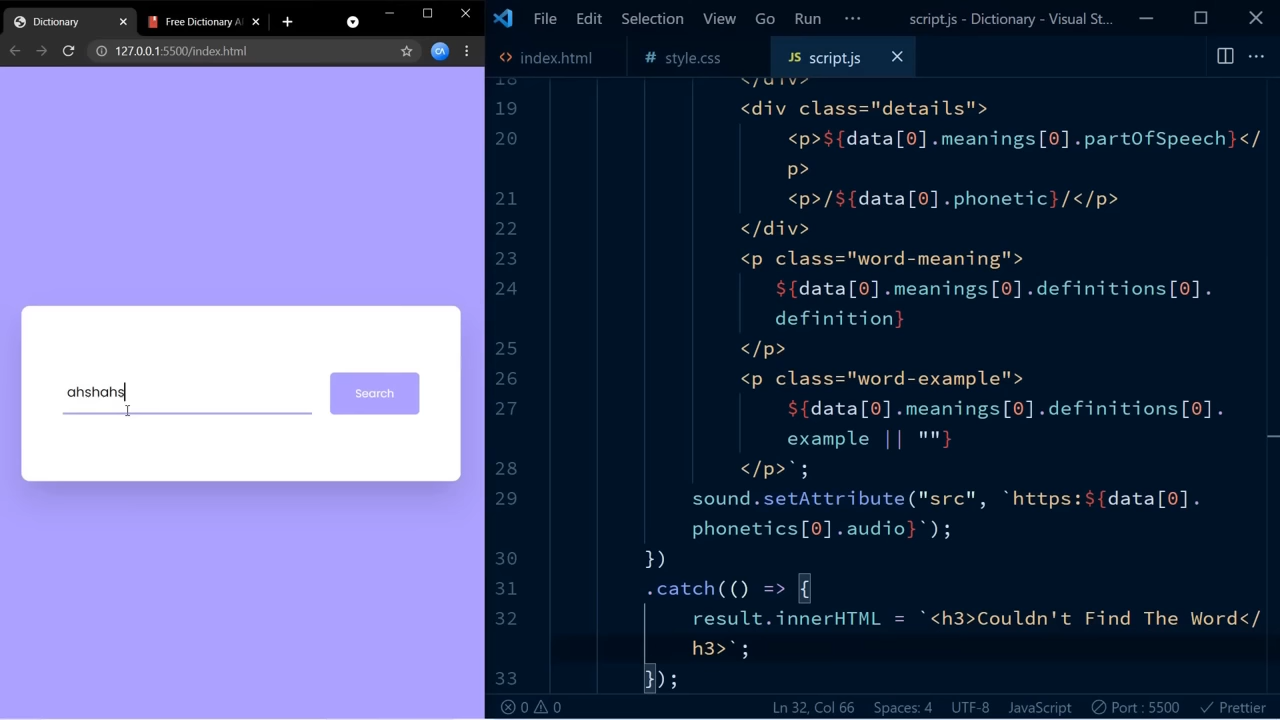 Dictionary
Free Dictionary A
127.0.0.1:5500/index.html
CA
ahshahs
Search
File Edit Selection View Go Run ··· script.js - Dictionary - Visual St...
<> index.html # style.css JS script.js
18 </div>
19 <div class="details">
20 <p>${data[0].meanings[0].partOfSpeech}</
p>
21 <p>/${data[0].phonetic}/</p>
22 </div>
23 <p class="word-meaning">
24 ${data[0].meanings[0].definitions[0].
definition}
25 </p>
26 <p class="word-example">
27 ${data[0].meanings[0].definitions[0].
example || ""}
28 </p>`;
29 sound.setAttribute("src", `https:${data[0].
phonetics[0].audio}`);
30 })
31 .catch(() => {
32 result.innerHTML = `<h3>Couldn't Find The Word</
h3>`;
33 });
0 0 Ln 32, Col 66 Spaces: 4 UTF-8 JavaScript Port : 5500 Prettier